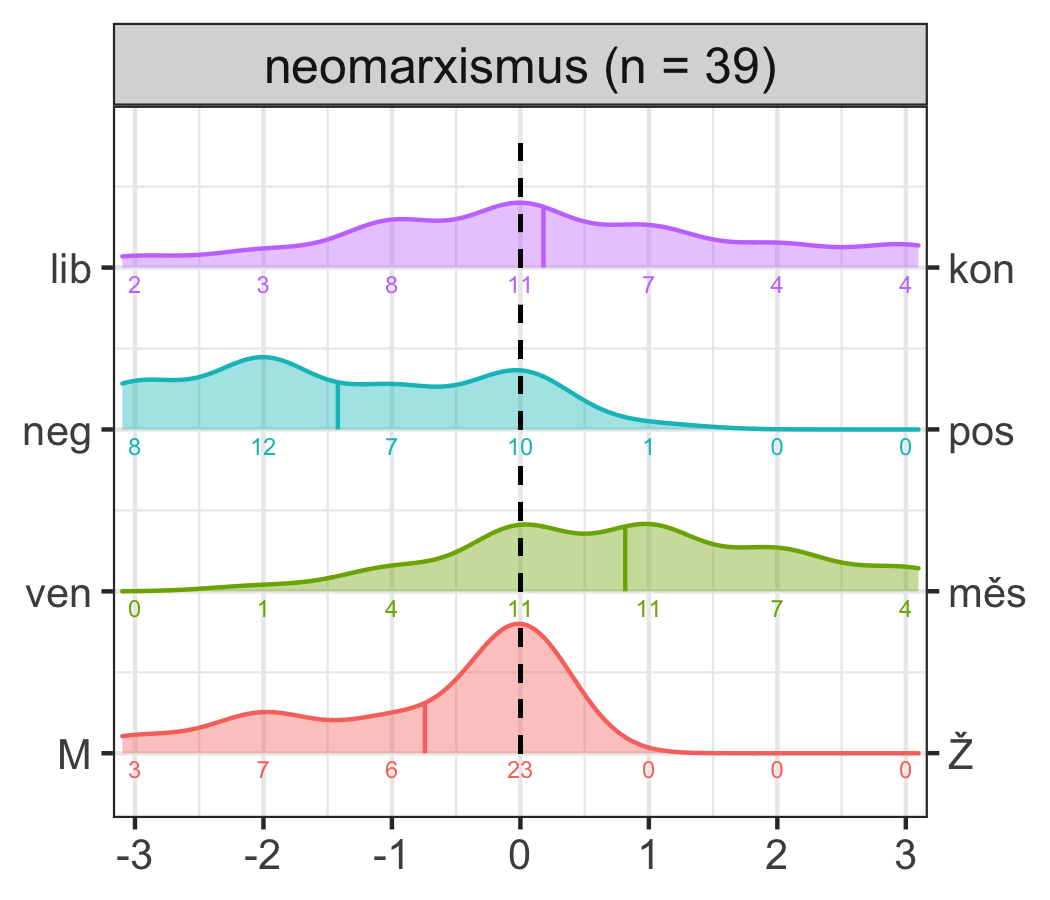 neomarxismus (n = 39)
lib kon
2 3 8 11 7 4 4
neg pos
8 12 7 10 1 0 0
ven měs
0 1 4 11 11 7 4
M Ž
3 7 6 23 0 0 0
-3 -2 -1 0 1 2 3